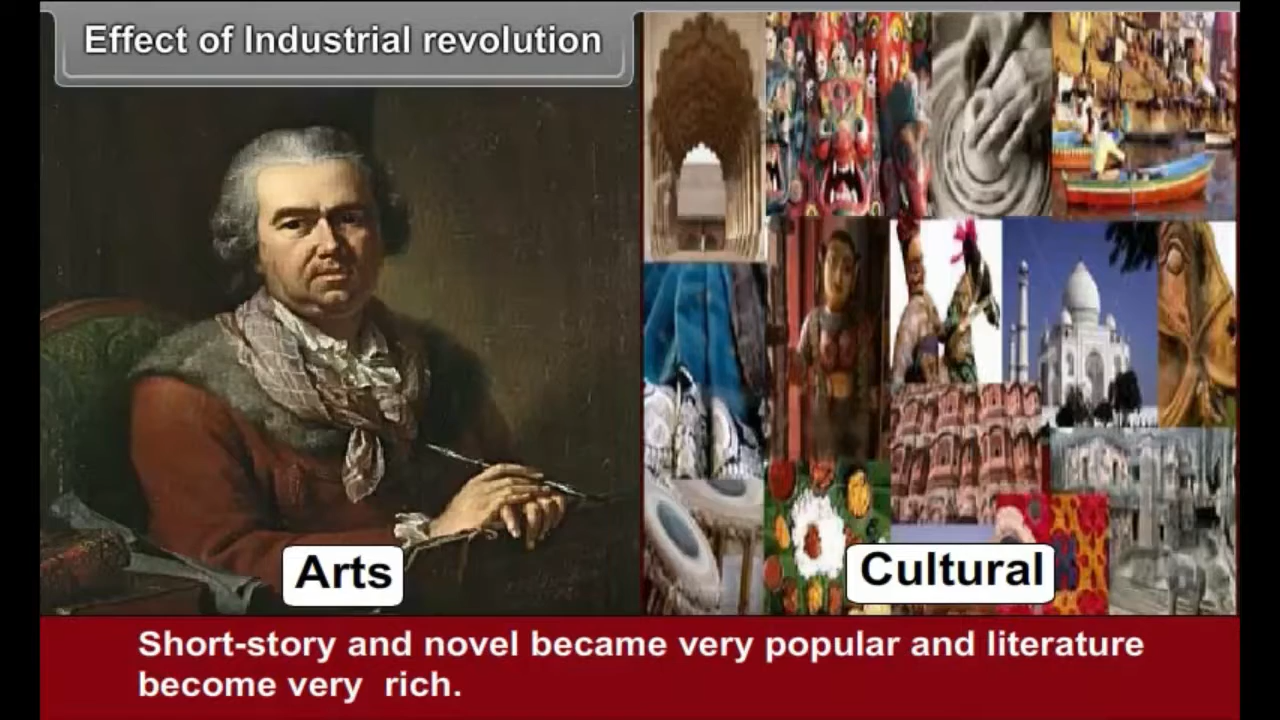 Effect of Industrial revolution
Arts
Cultural
Short-story and novel became very popular and literature
become very rich.